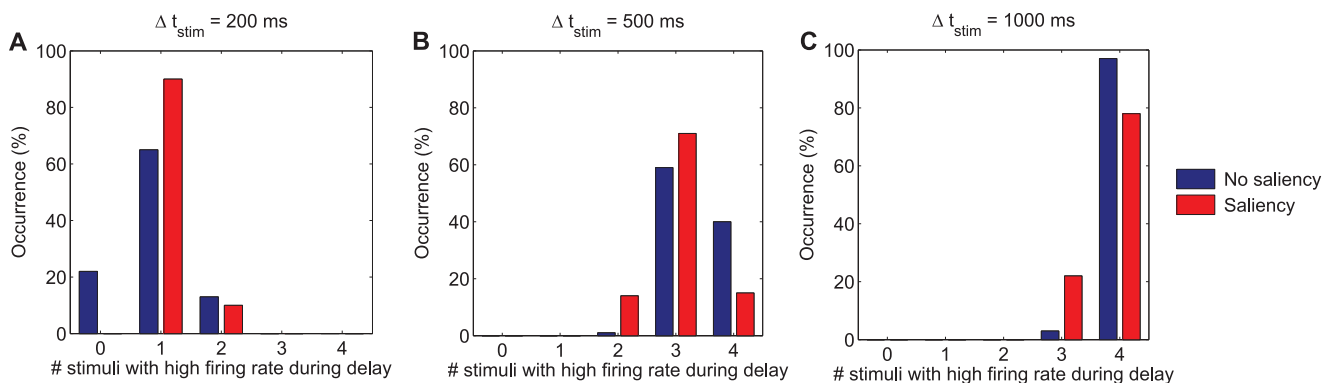 A
Δ t_stim = 200 ms
100
80
60
40
20
0
Occurrence (%)
0 1 2 3 4
# stimuli with high firing rate during delay
B
Δ t_stim = 500 ms
100
80
60
40
20
0
Occurrence (%)
0 1 2 3 4
# stimuli with high firing rate during delay
C
Δ t_stim = 1000 ms
100
80
60
40
20
0
Occurrence (%)
0 1 2 3 4
# stimuli with high firing rate during delay
No saliency
Saliency